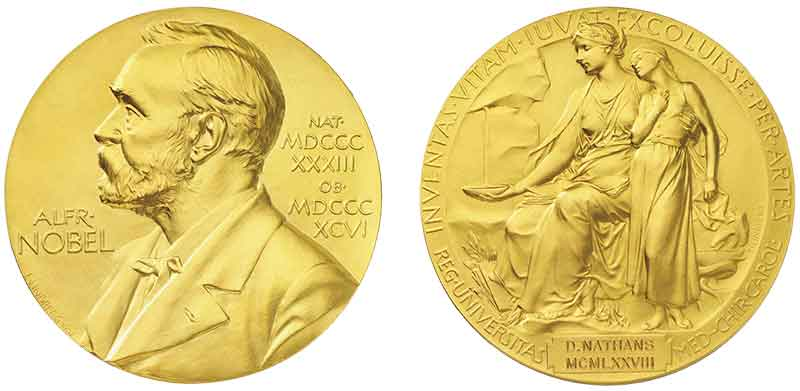 ALFR·
NOBEL
NAT·
MDCCC
XXXIII
OB·
MDCCC
XCVI
INVENTAS·VITAM·IUVAT·EXCOLUISSE·PER·ARTES
REG·UNIVERSITAS
MED·CHIR·CAROL
D.NATHANS
MCMLXXVIII